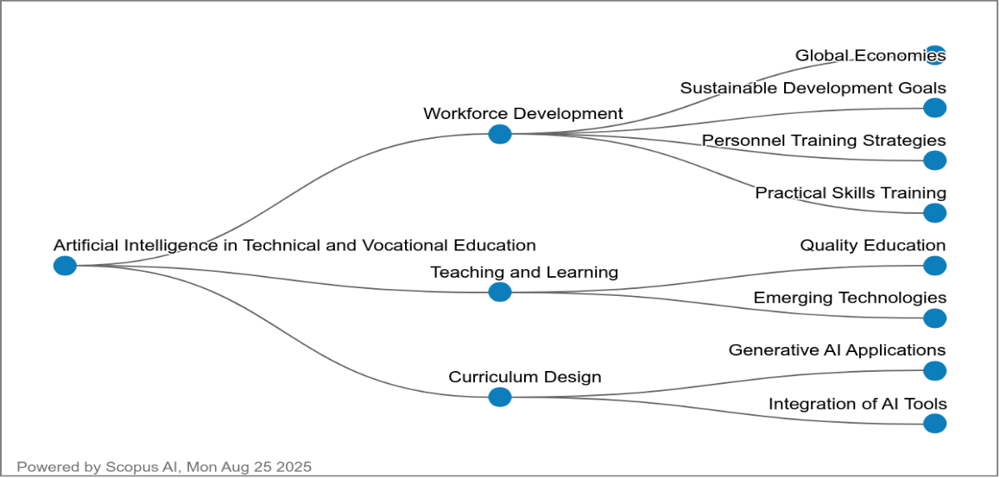 Global Economies
Sustainable Development Goals
Workforce Development
Personnel Training Strategies
Practical Skills Training
Artificial Intelligence in Technical and Vocational Education
Quality Education
Teaching and Learning
Emerging Technologies
Generative AI Applications
Curriculum Design
Integration of AI Tools
Powered by Scopus AI, Mon Aug 25 2025